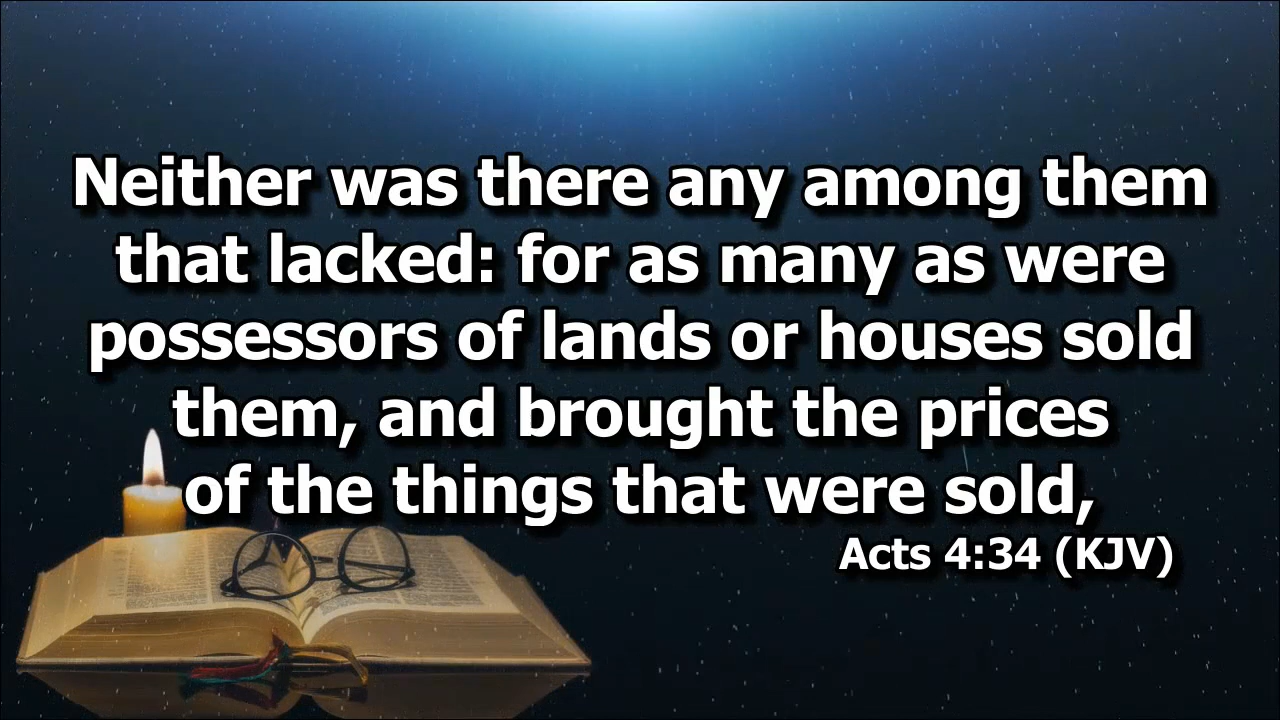 Neither was there any among them
that lacked: for as many as were
possessors of lands or houses sold
them, and brought the prices
of the things that were sold,
Acts 4:34 (KJV)